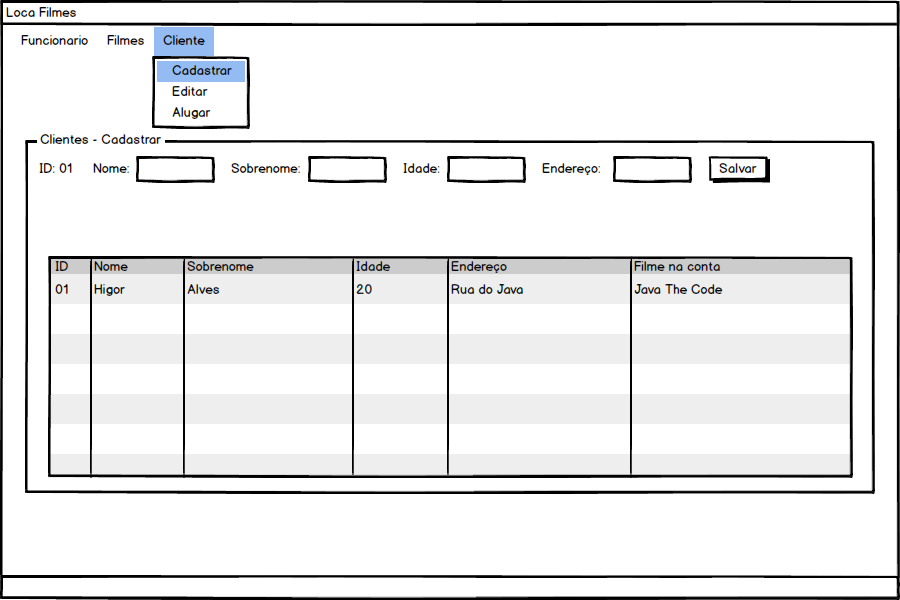 Loca Filmes
Funcionario Filmes Cliente
Cadastrar
Editar
Alugar
Clientes - Cadastrar
ID: 01 Nome: Sobrenome: Idade: Endereço: Salvar
ID Nome Sobrenome Idade Endereço Filme na conta
01 Higor Alves 20 Rua do Java Java The Code